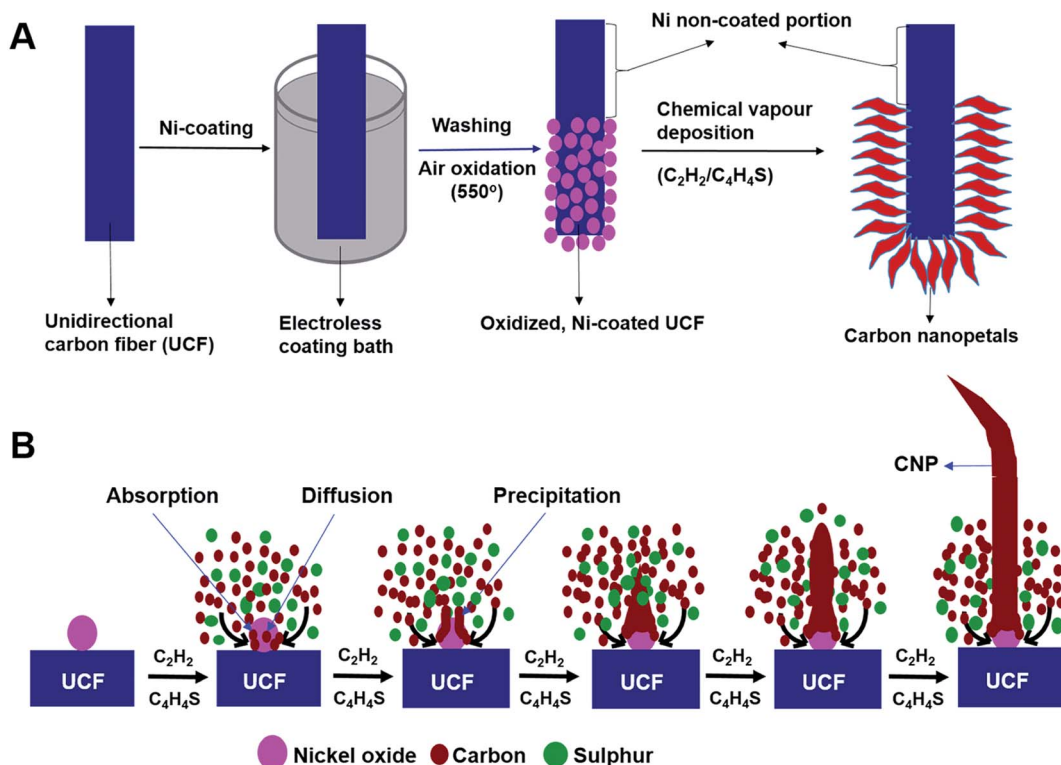 A
Ni non-coated portion
Ni-coating
Washing
Air oxidation
(550º)
Chemical vapour
deposition
(C₂H₂/C₄H₄S)
Unidirectional
carbon fiber (UCF)
Electroless
coating bath
Oxidized, Ni-coated UCF
Carbon nanopetals
B
Absorption
Diffusion
Precipitation
CNP
UCF
C₂H₂
C₄H₄S
UCF
C₂H₂
C₄H₄S
UCF
C₂H₂
C₄H₄S
UCF
C₂H₂
C₄H₄S
UCF
C₂H₂
C₄H₄S
UCF
Nickel oxide
Carbon
Sulphur